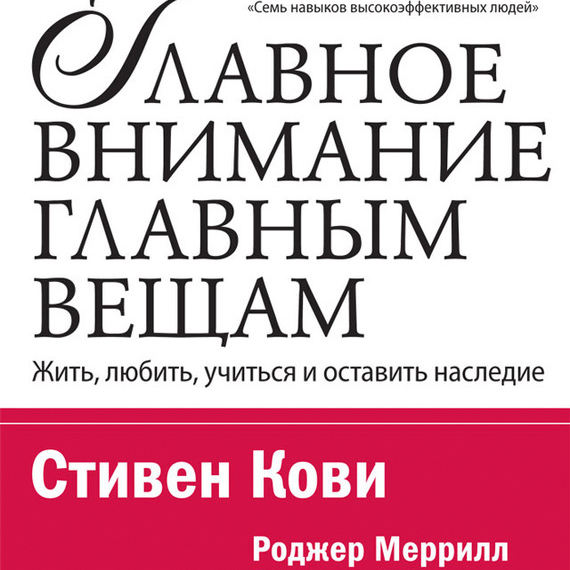 «Семь навыков высокоэффективных людей»
Главное
внимание
главным
вещам
Жить, любить, учиться и оставить наследие
Стивен Кови
Роджер Меррилл